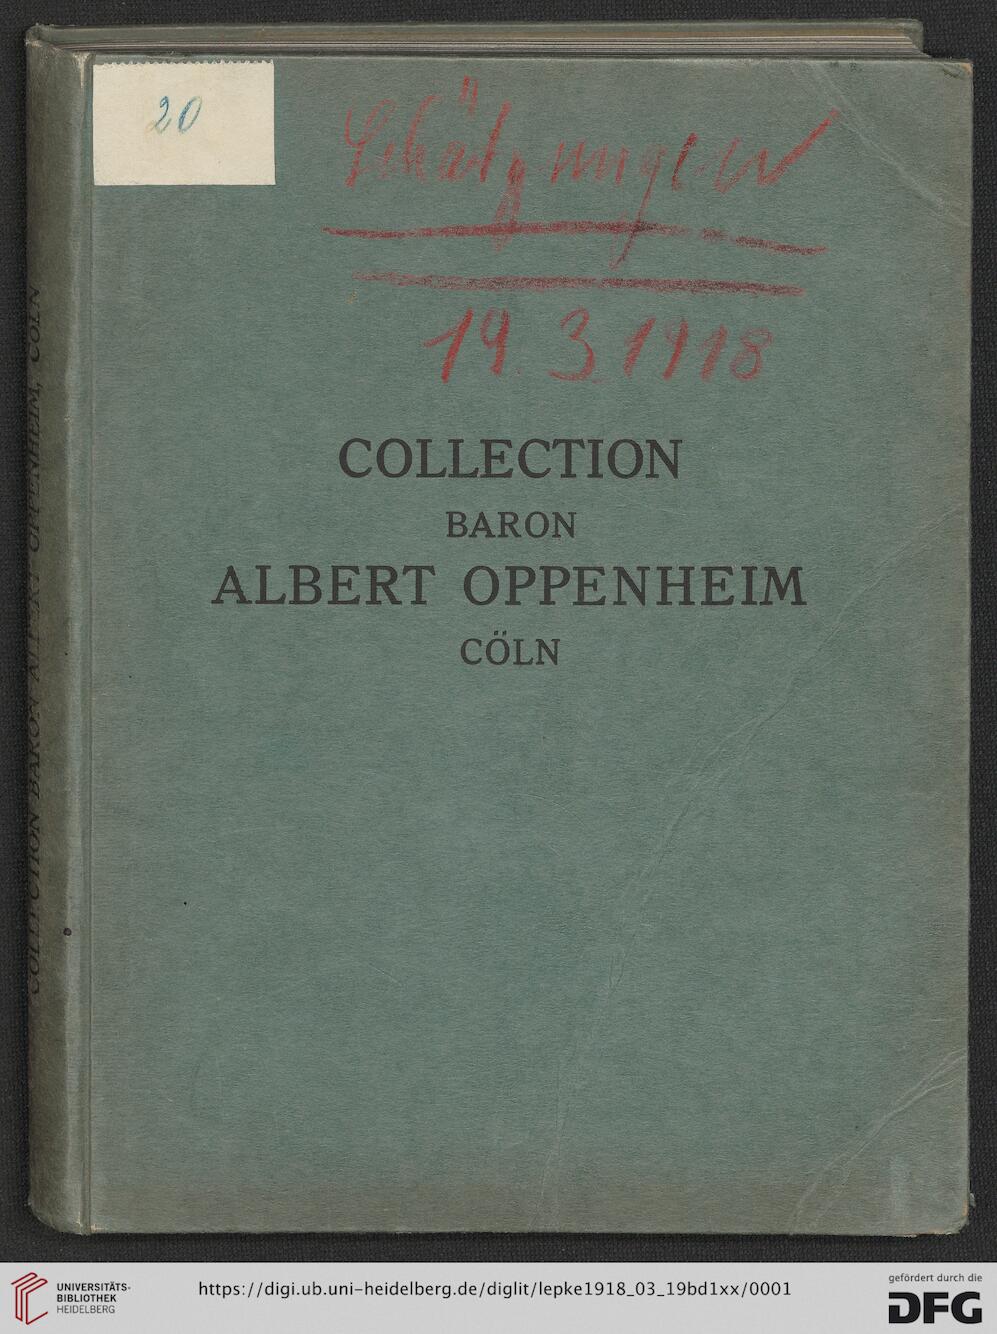 20
Schätzungen
19.3.1918
COLLECTION
BARON
ALBERT OPPENHEIM
CÖLN
COLLECTION BARON ALBERT OPPENHEIM, CÖLN
UNIVERSITÄTS-
BIBLIOTHEK
HEIDELBERG
https://digi.ub.uni-heidelberg.de/diglit/lepke1918_03_19bd1xx/0001
gefördert durch die
DFG